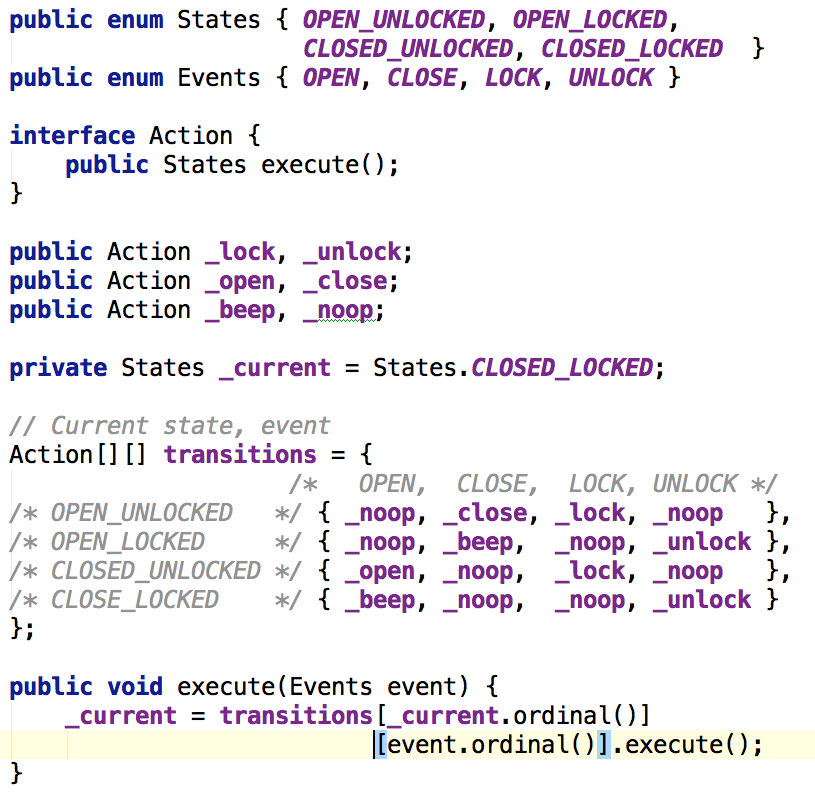 public enum States { OPEN_UNLOCKED, OPEN_LOCKED,
                     CLOSED_UNLOCKED, CLOSED_LOCKED  }
public enum Events { OPEN, CLOSE, LOCK, UNLOCK }

interface Action {
    public States execute();
}

public Action _lock, _unlock;
public Action _open, _close;
public Action _beep, _noop;

private States _current = States.CLOSED_LOCKED;

// Current state, event
Action[][] transitions = {
                    /*   OPEN,  CLOSE,  LOCK, UNLOCK */
/* OPEN_UNLOCKED   */ { _noop, _close, _lock, _noop   },
/* OPEN_LOCKED     */ { _noop, _beep,  _noop, _unlock },
/* CLOSED_UNLOCKED */ { _open, _noop,  _lock, _noop   },
/* CLOSE_LOCKED    */ { _beep, _noop,  _noop, _unlock }
};

public void execute(Events event) {
    _current = transitions[_current.ordinal()]
                          [event.ordinal()].execute();
}